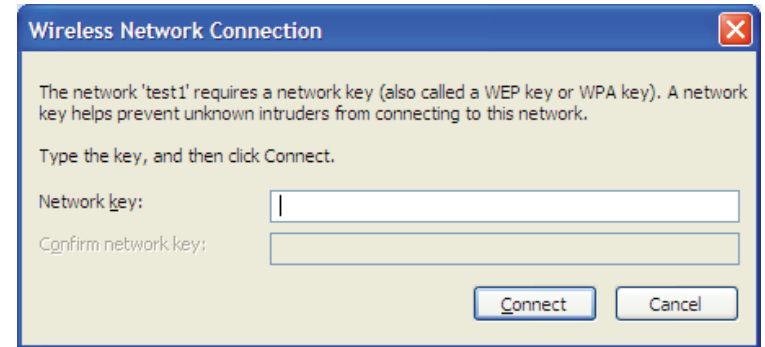 Wireless Network Connection
The network 'test1' requires a network key (also called a WEP key or WPA key). A network
key helps prevent unknown intruders from connecting to this network.
Type the key, and then click Connect.
Network key:
Confirm network key:
Connect Cancel